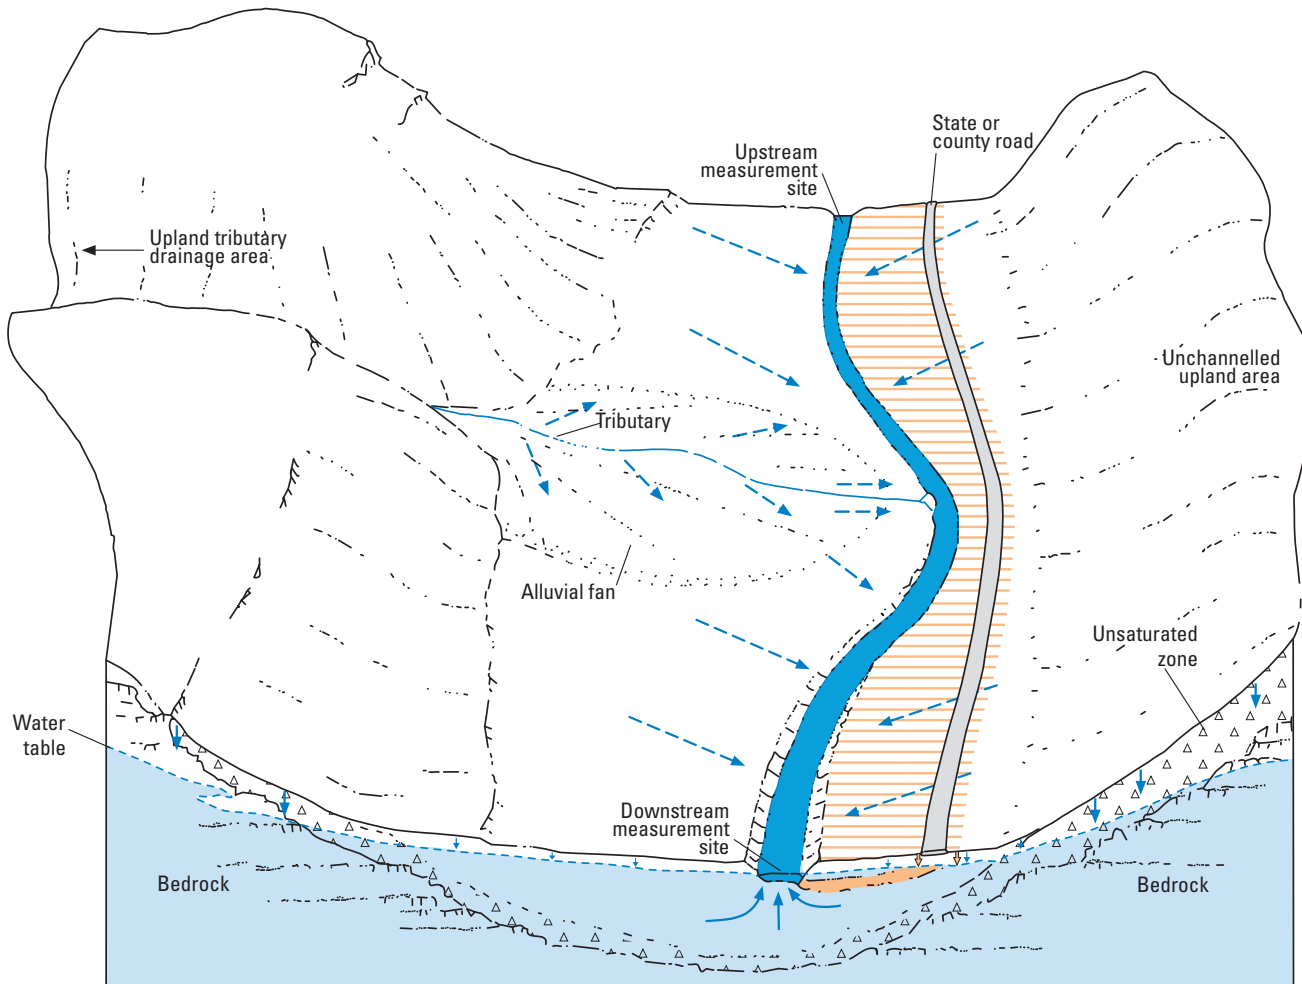 State or
county road
Upstream
measurement
site
Upland tributary
drainage area
Unchannelled
upland area
Tributary
Alluvial fan
Unsaturated
zone
Water
table
Downstream
measurement
site
Bedrock
Bedrock